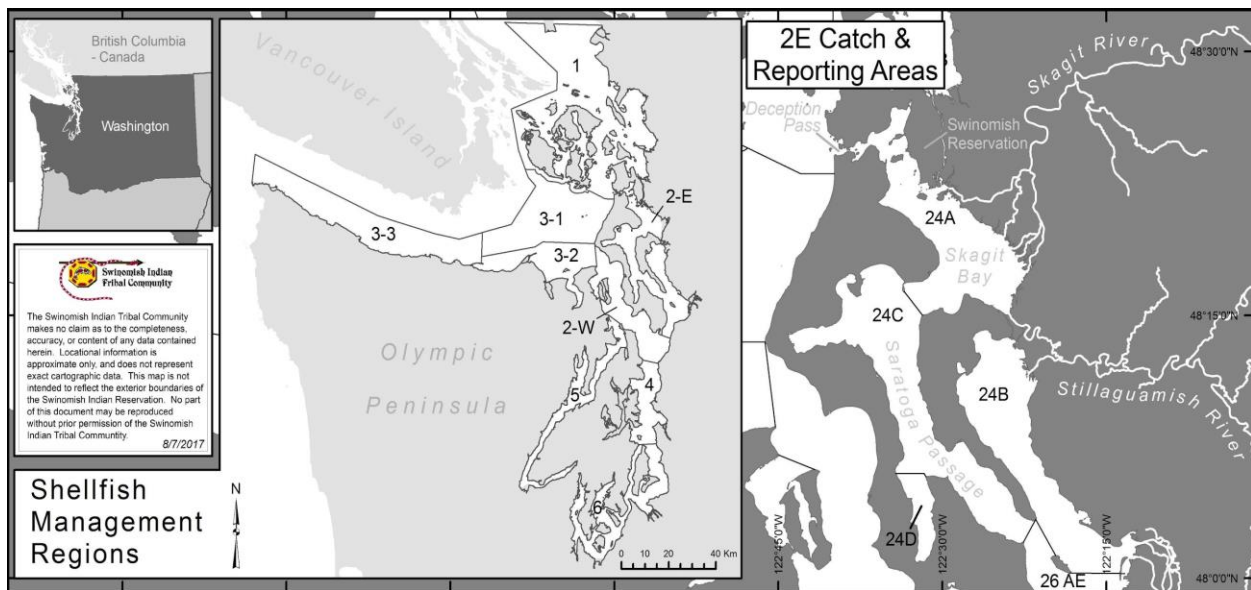 British Columbia
- Canada
Washington
Swinomish Indian
Tribal Community
The Swinomish Indian Tribal Community
makes no claim as to the completeness,
accuracy, or content of any data contained
herein. Locational information is
approximate only, and does not represent
exact cartographic data. This map is not
intended to reflect the exterior boundaries of
the Swinomish Indian Reservation. No part
of this document may be reproduced
without prior permission of the Swinomish
Indian Tribal Communtity.
8/7/2017
Shellfish
Management
Regions
N
Vancouver Island
Olympic
Peninsula
1
2-E
3-1
3-3
3-2
2-W
4
5
6
0 10 20 40 Km
2E Catch &
Reporting Areas
Deception
Pass
Swinomish
Reservation
Skagit River
24A
Skagit
Bay
24C
Saratoga Passage
24B
Stillaguamish River
24D
26 AE
48°30'0"N
48°15'0"N
48°0'0"N
122°45'0"W
122°30'0"W
122°15'0"W